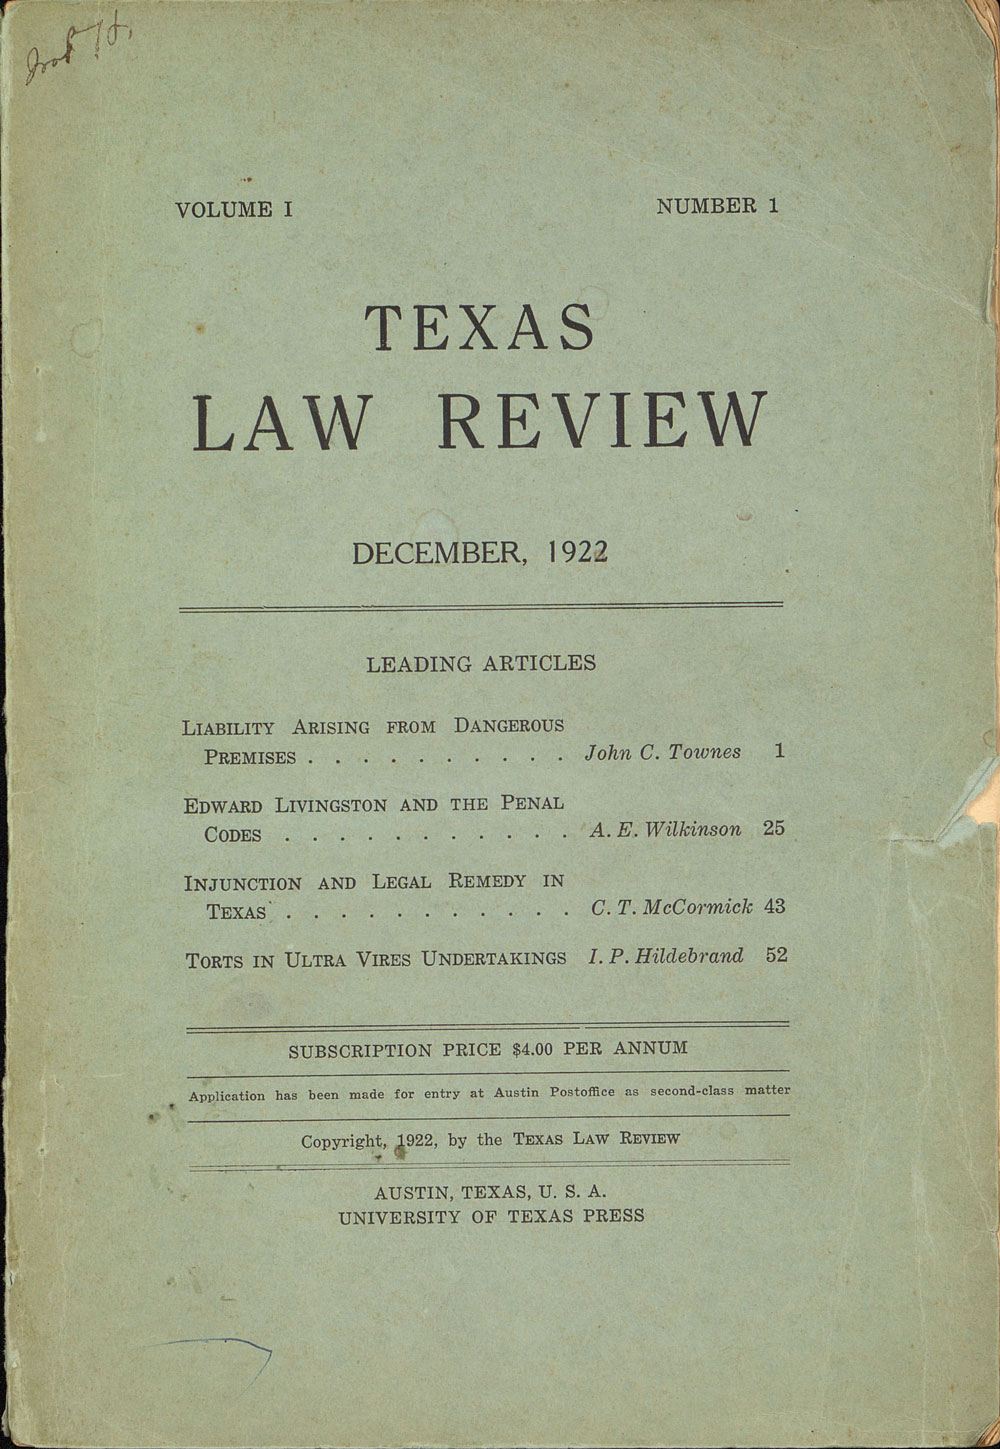 VOLUME I NUMBER 1
TEXAS
LAW REVIEW
DECEMBER, 1922
LEADING ARTICLES
LIABILITY ARISING FROM DANGEROUS
PREMISES . . . . . . . . . . John C. Townes 1
EDWARD LIVINGSTON AND THE PENAL
CODES . . . . . . . . . . . A. E. Wilkinson 25
INJUNCTION AND LEGAL REMEDY IN
TEXAS . . . . . . . . . . . C. T. McCormick 43
TORTS IN ULTRA VIRES UNDERTAKINGS I. P. Hildebrand 52
SUBSCRIPTION PRICE $4.00 PER ANNUM
Application has been made for entry at Austin Postoffice as second-class matter
Copyright, 1922, by the TEXAS LAW REVIEW
AUSTIN, TEXAS, U. S. A.
UNIVERSITY OF TEXAS PRESS